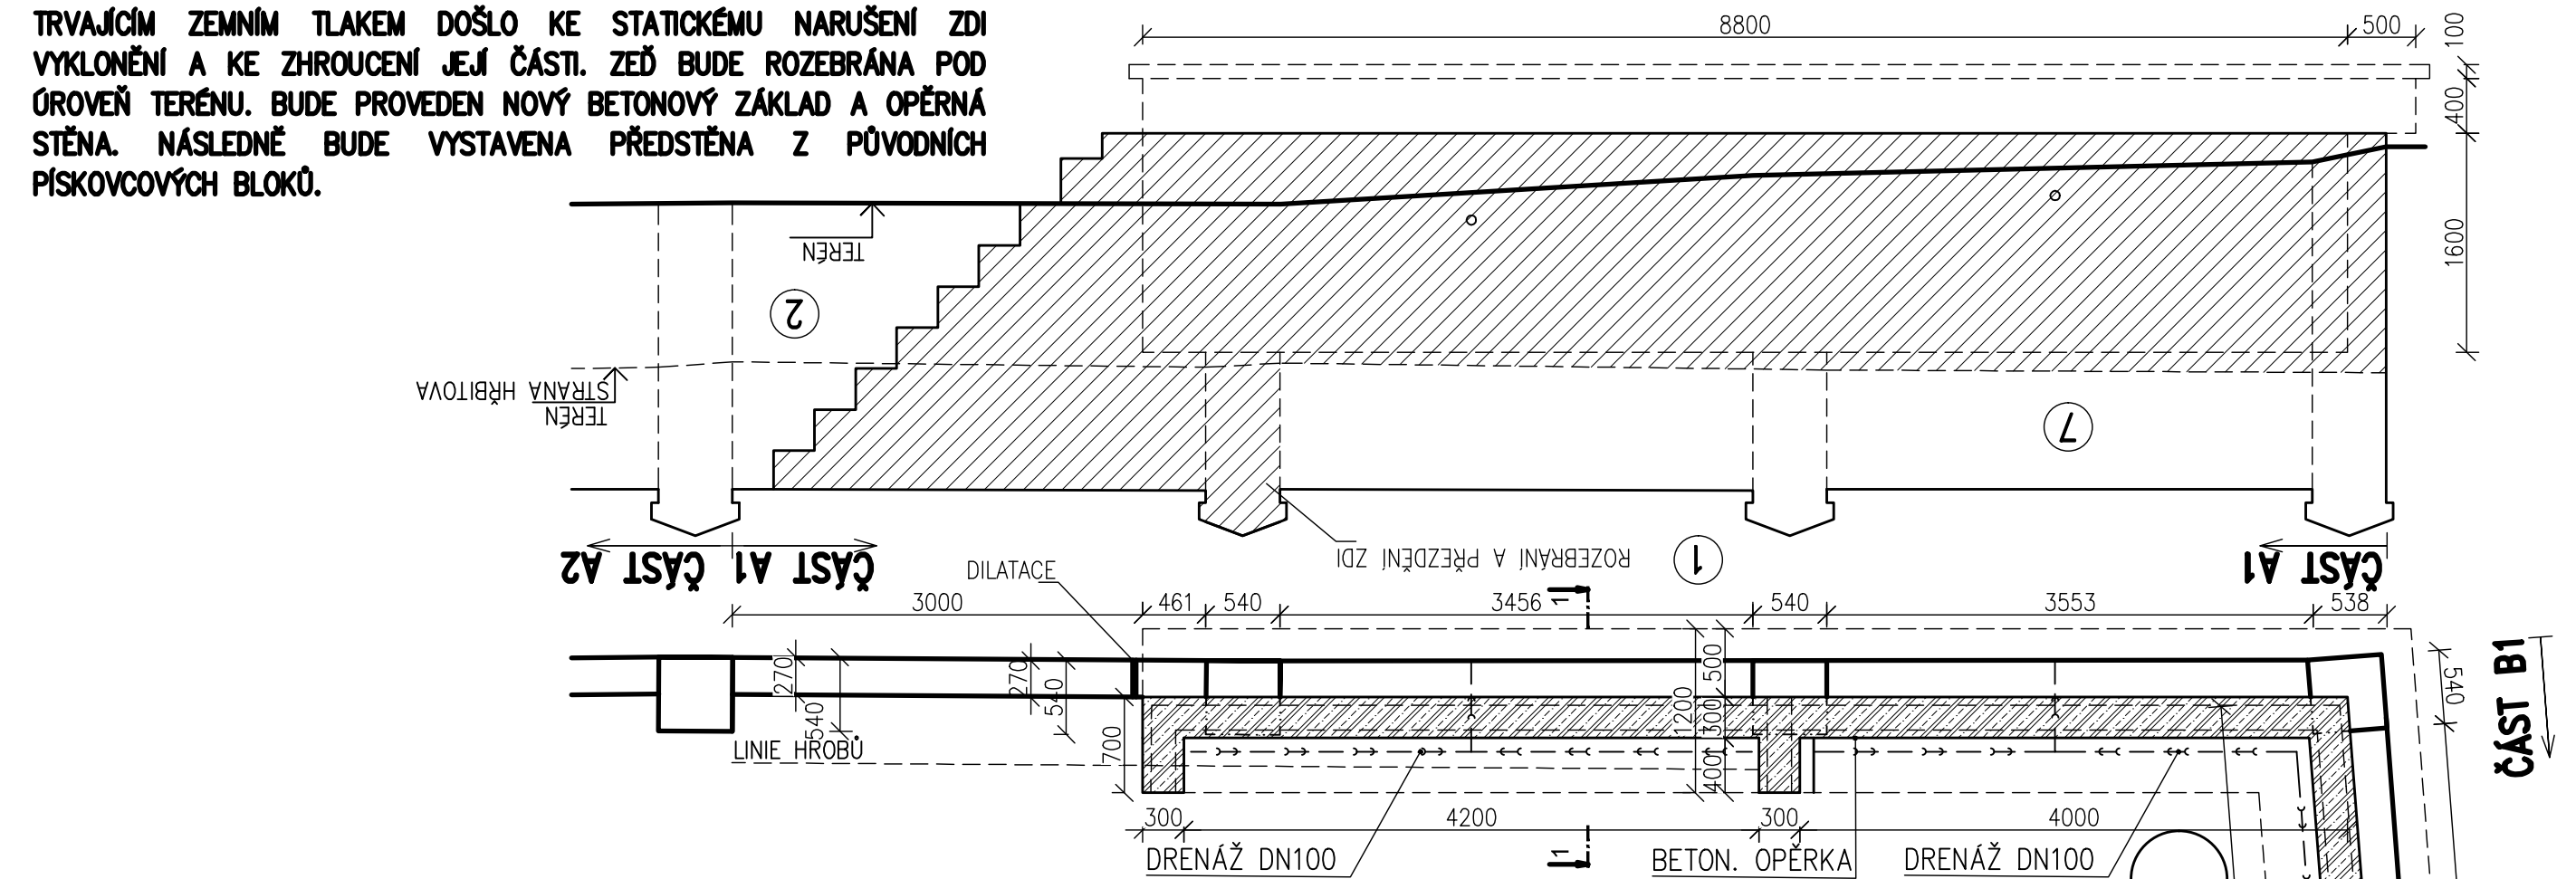 TRVAJÍCÍM ZEMNÍM TLAKEM DOŠLO KE STATICKÉMU NARUŠENÍ ZDI
VYKLONĚNÍ A KE ZHROUCENÍ JEJÍ ČÁSTI. ZEĎ BUDE ROZEBRÁNA POD
ÚROVEŇ TERÉNU. BUDE PROVEDEN NOVÝ BETONOVÝ ZÁKLAD A OPĚRNÁ
STĚNA. NÁSLEDNĚ BUDE VYSTAVENA PŘEDSTĚNA Z PŮVODNÍCH
PÍSKOVCOVÝCH BLOKŮ.
8800
500
100
400
1600
TERÉN
2
TERÉN
STRANA HŘBITOVA
7
ROZEBRÁNÍ A PŘEZDĚNÍ ZDI
1
ČÁST A2
ČÁST A1
ČÁST A1
DILATACE
3000
461
540
3456
1
540
3553
538
270
540
270
540
700
1200
500
300
400
540
ČÁST B1
LINIE HROBŮ
300
4200
300
4000
DRENÁŽ DN100
1
BETON. OPĚRKA
DRENÁŽ DN100